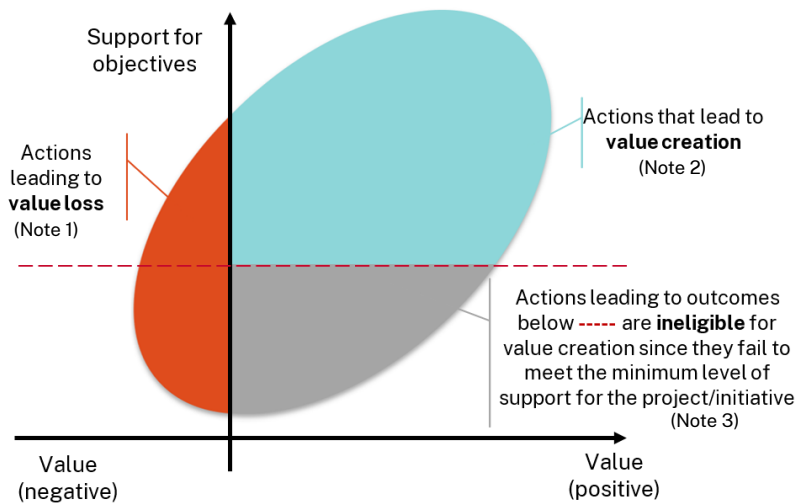 Support for
objectives
Actions that lead to
value creation
(Note 2)
Actions
leading to
value loss
(Note 1)
Actions leading to outcomes
below ----- are ineligible for
value creation since they fail to
meet the minimum level of
support for the project/initiative
(Note 3)
Value
(negative)
Value
(positive)